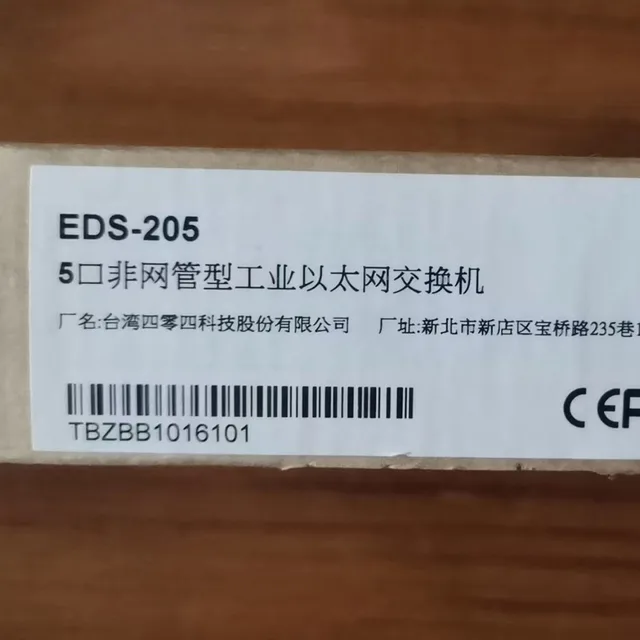 EDS-205
5口非网管型工业以太网交换机
厂名:台湾四零四科技股份有限公司 厂址:新北市新店区宝桥路235巷1
TBZBB1016101
CE